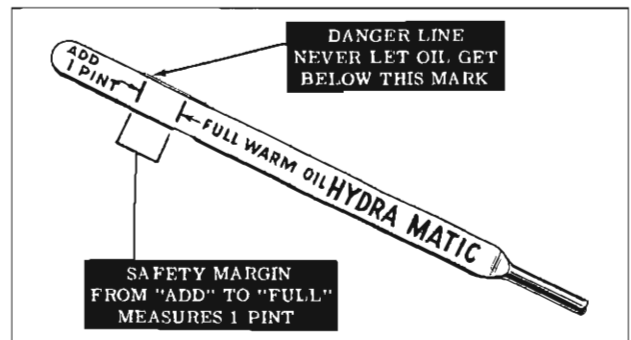 DANGER LINE
NEVER LET OIL GET
BELOW THIS MARK
ADD
1 PINT
FULL WARM OIL HYDRA MATIC
SAFETY MARGIN
FROM "ADD" TO "FULL"
MEASURES 1 PINT